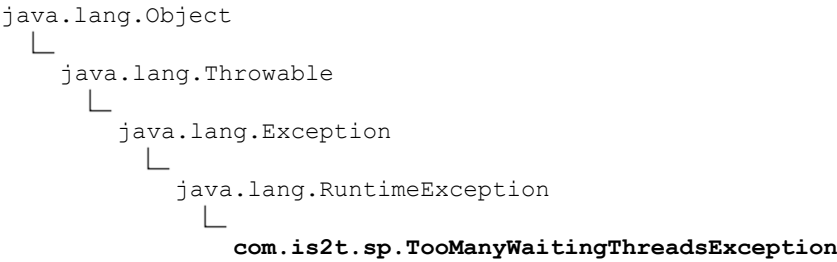 java.lang.Object
java.lang.Throwable
java.lang.Exception
java.lang.RuntimeException
com.is2t.sp.TooManyWaitingThreadsException